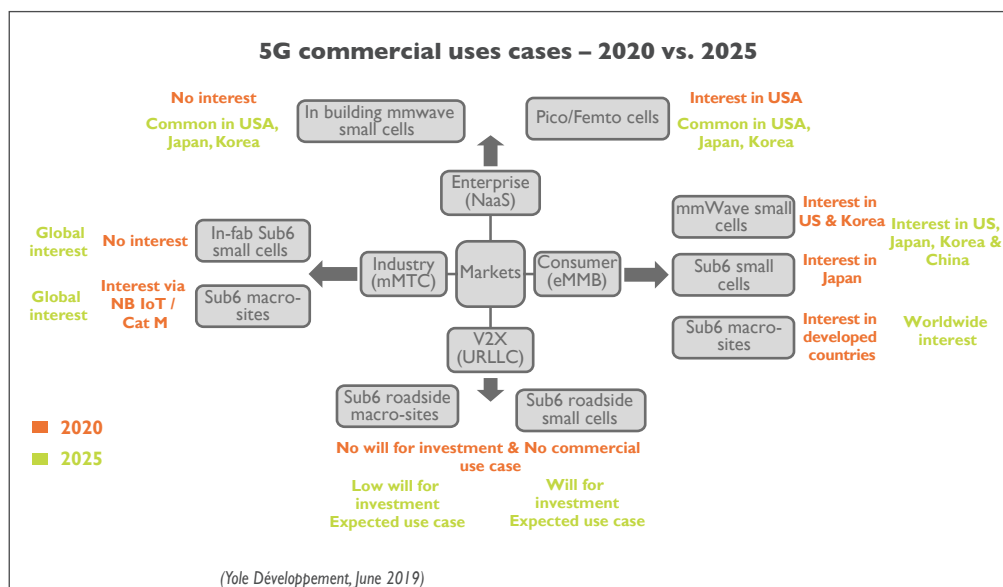 5G commercial uses cases – 2020 vs. 2025
No interest
Common in USA,
Japan, Korea
In building mmwave
small cells
Pico/Femto cells
Interest in USA
Common in USA,
Japan, Korea
Enterprise
(NaaS)
Global
interest
No interest
In-fab Sub6
small cells
Global
interest
Interest via
NB IoT /
Cat M
Sub6 macro-
sites
Industry
(mMTC)
Markets
Consumer
(eMMB)
mmWave small
cells
Interest in
US & Korea
Sub6 small
cells
Interest in
Japan
Interest in US,
Japan, Korea &
China
Sub6 macro-
sites
Interest in
developed
countries
Worldwide
interest
V2X
(URLLC)
Sub6 roadside
macro-sites
Sub6 roadside
small cells
No will for investment & No commercial
use case
Low will for
investment
Expected use case
Will for
investment
Expected use case
2020
2025
(Yole Développement, June 2019)